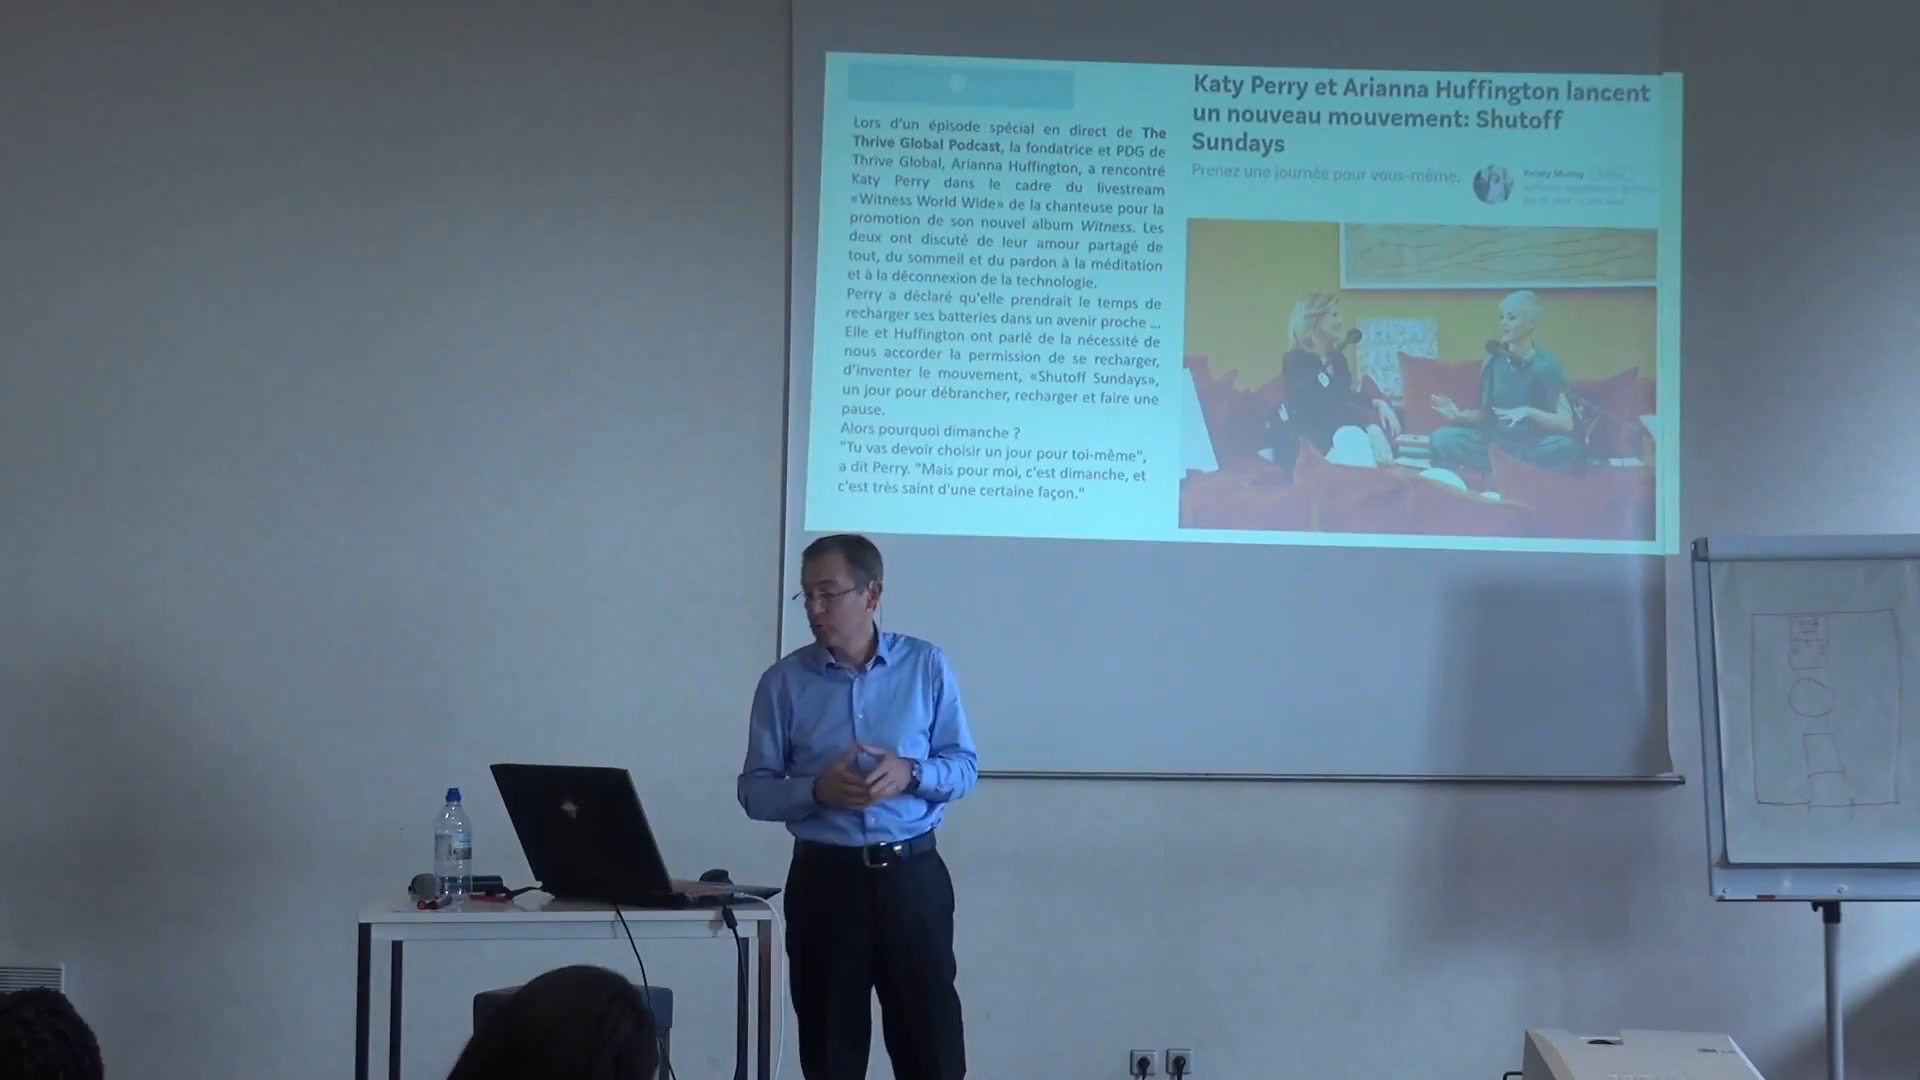 Lors d'un épisode spécial en direct de The
Thrive Global Podcast, la fondatrice et PDG de
Thrive Global, Arianna Huffington, a rencontré
Katy Perry dans le cadre du livestream
«Witness World Wide» de la chanteuse pour la
promotion de son nouvel album Witness. Les
deux ont discuté de leur amour partagé de
tout, du sommeil et du pardon à la méditation
et à la déconnexion de la technologie.
Perry a déclaré qu'elle prendrait le temps de
recharger ses batteries dans un avenir proche ...
Elle et Huffington ont parlé de la nécessité de
nous accorder la permission de se recharger,
d'inventer le mouvement, «Shutoff Sundays»,
un jour pour débrancher, recharger et faire une
pause.
Alors pourquoi dimanche ?
"Tu vas devoir choisir un jour pour toi-même",
a dit Perry. "Mais pour moi, c'est dimanche, et
c'est très saint d'une certaine façon."
Katy Perry et Arianna Huffington lancent
un nouveau mouvement: Shutoff
Sundays
Prenez une journée pour vous-même.
Kelsey Murray